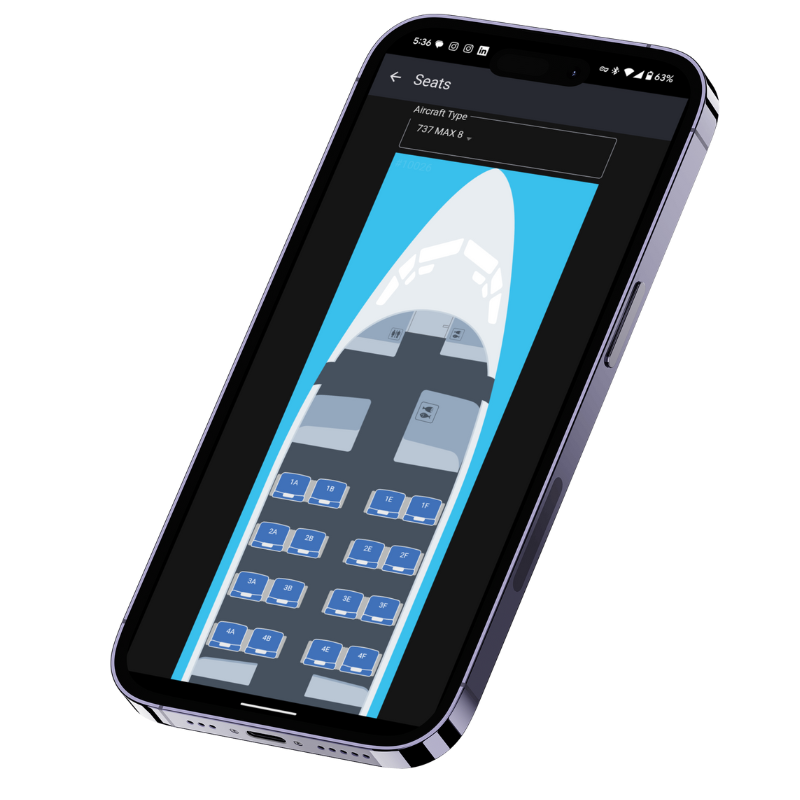 5:36
63%
Seats
Aircraft Type
737 MAX 8
1A 1B 1E 1F
2A 2B 2E 2F
3A 3B 3E 3F
4A 4B 4E 4F